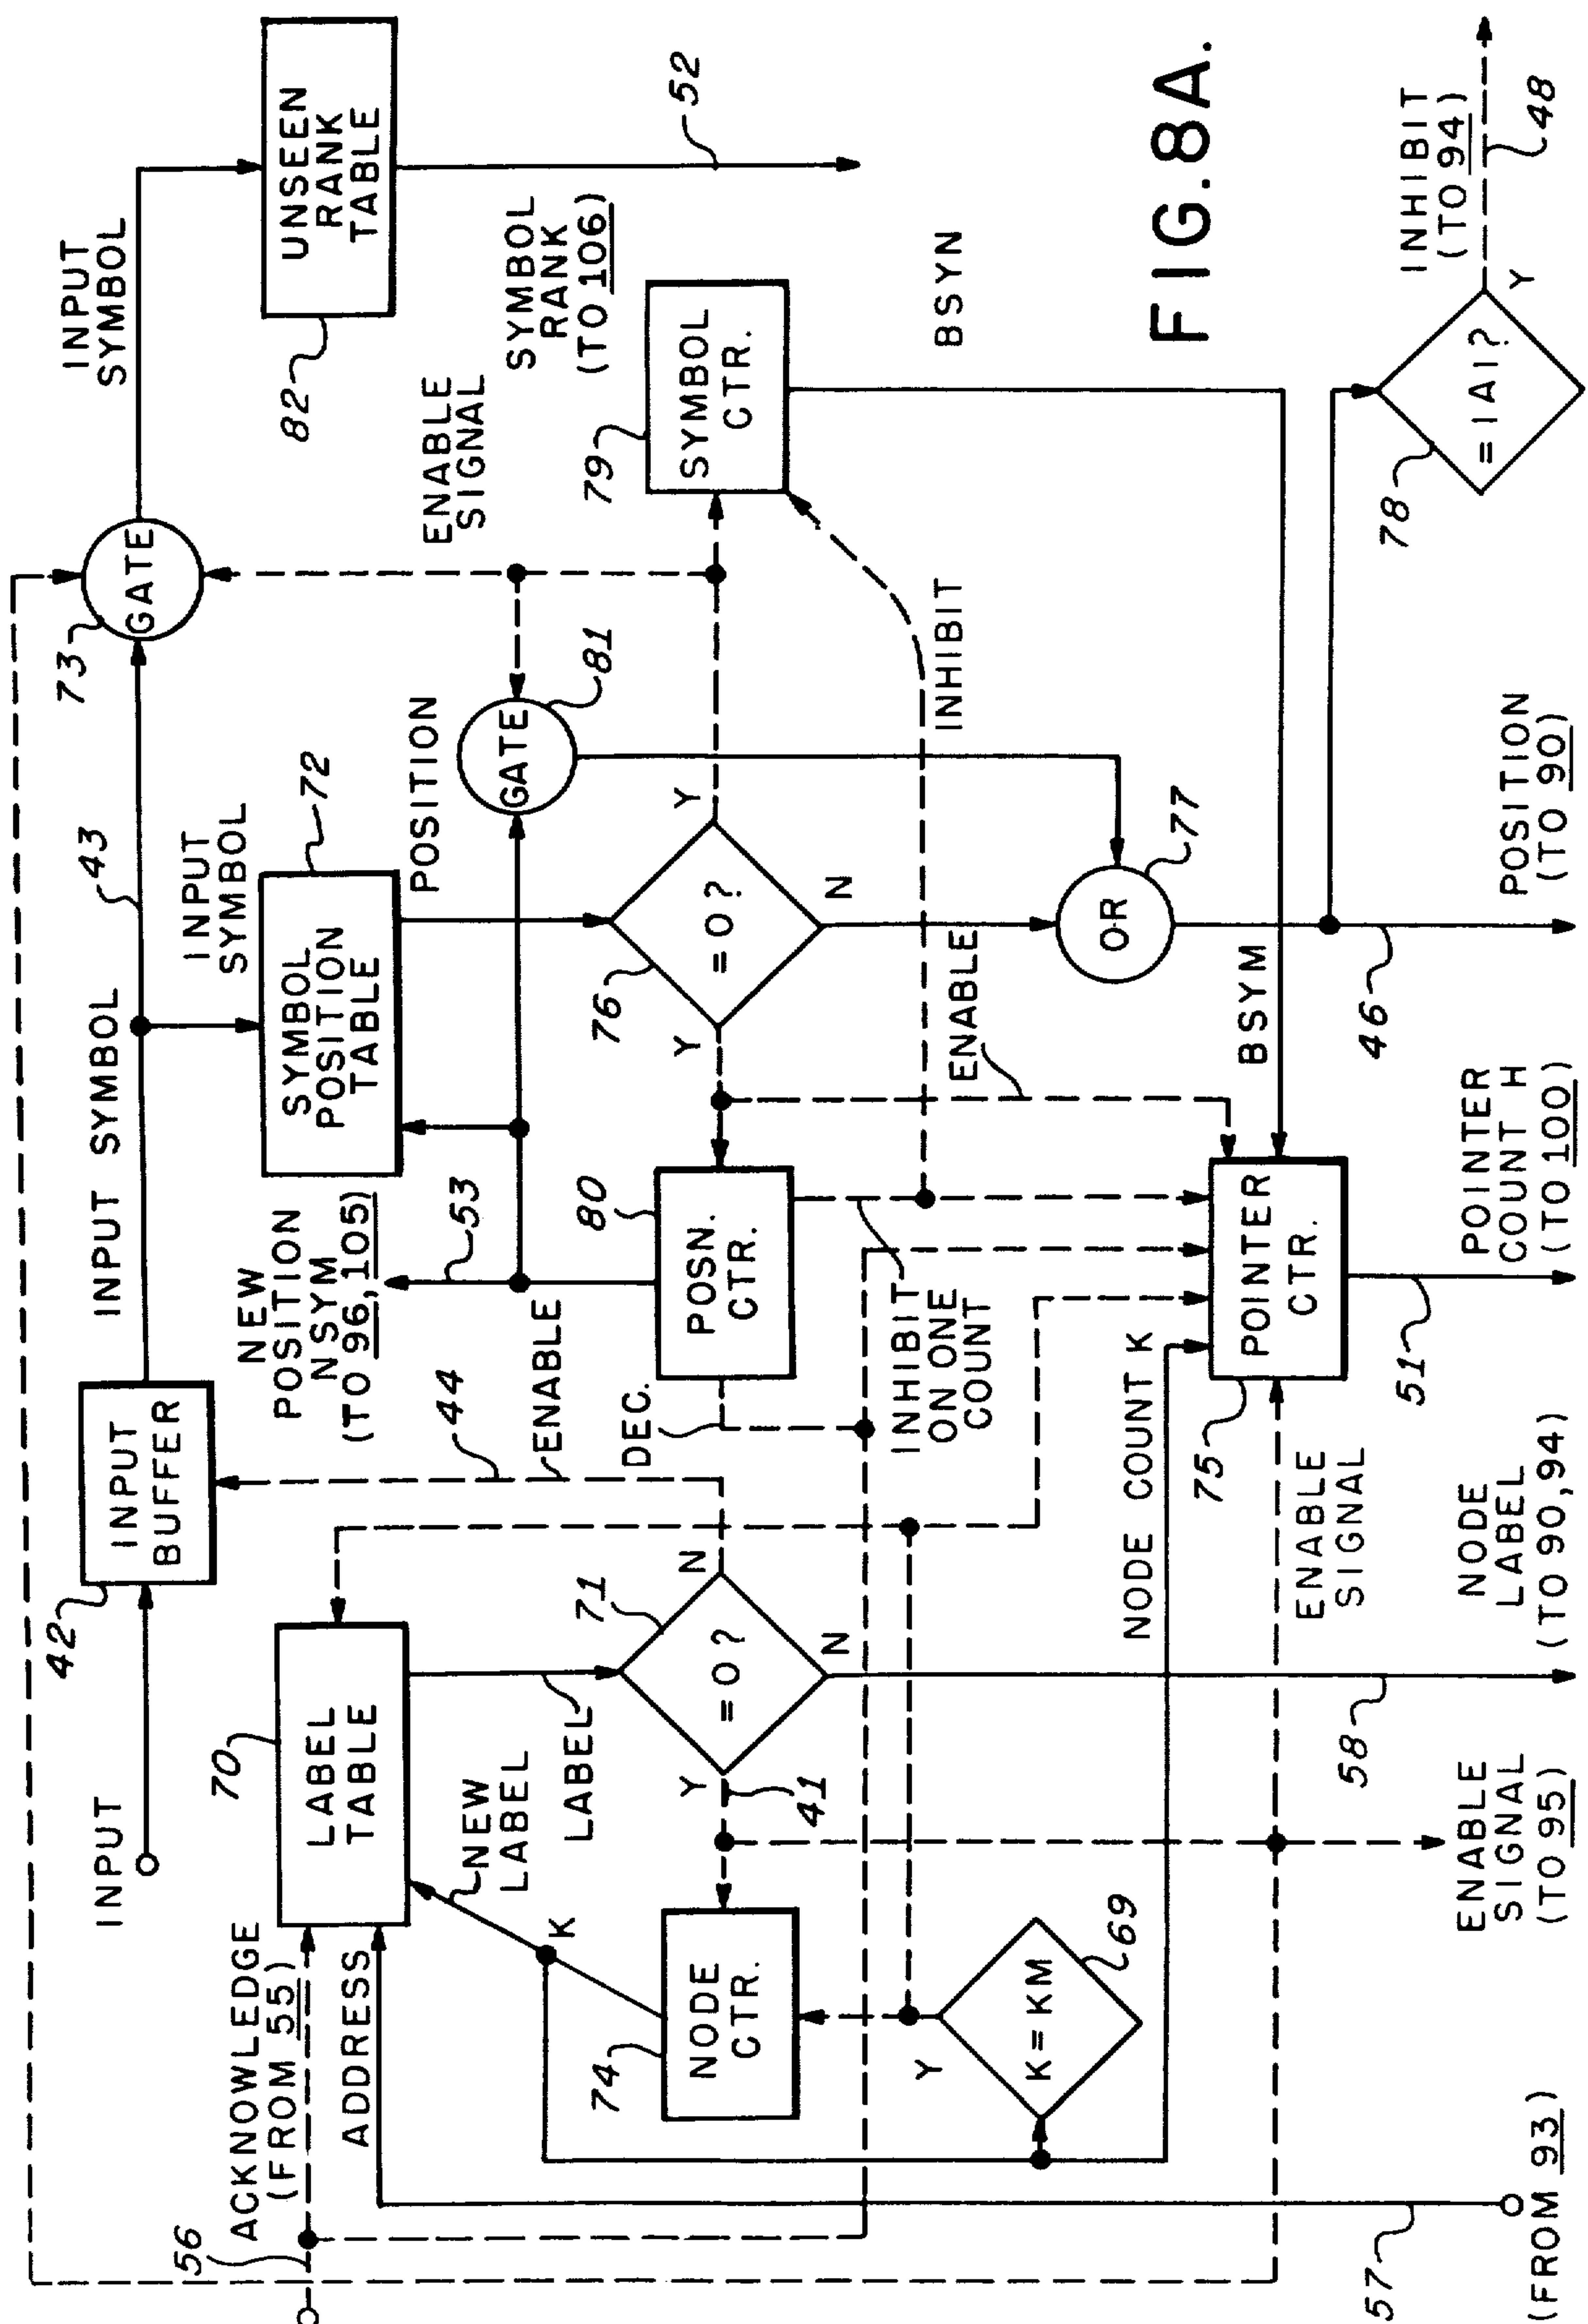 INPUT
42
INPUT
BUFFER
INPUT SYMBOL
43
73
GATE
INPUT
SYMBOL
82
UNSEEN
RANK
TABLE
52
SYMBOL
RANK
(TO 106)
56
ACKNOWLEDGE
(FROM 55)
ADDRESS
70
LABEL
TABLE
NEW
LABEL
LABEL
K
71
= 0 ?
Y
N
N
41
44
ENABLE
NEW
POSITION
NSYM
(TO 96,105)
53
INPUT
SYMBOL
SYMBOL
POSITION
TABLE
72
POSITION
GATE
81
ENABLE
SIGNAL
76
= 0 ?
Y
Y
N
79
SYMBOL
CTR.
BSYN
DEC.
80
POSN.
CTR.
INHIBIT
ON ONE
COUNT
ENABLE
INHIBIT
OR
77
74
NODE
CTR.
Y
K = KM
69
NODE COUNT K
75
POINTER
CTR.
ENABLE
SIGNAL
BSYM
78
= |A| ?
Y
INHIBIT
(TO 94)
48
57
(FROM 93)
ENABLE
SIGNAL
(TO 95)
58
NODE
LABEL
(TO 90,94)
51
POINTER
COUNT H
(TO 100)
46
POSITION
(TO 90)
FIG.8A.